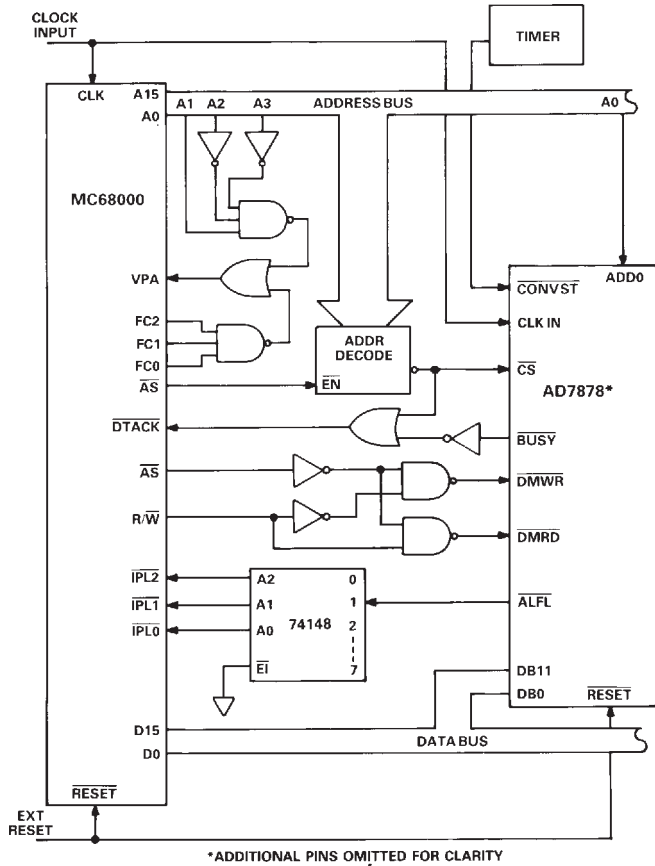 CLOCK
INPUT
TIMER
CLK
A15
A0
A1 A2 A3
ADDRESS BUS
A0
MC68000
ADD0
VPA
CONVST
CLK IN
FC2
FC1
FC0
ADDR
DECODE
EN
AS
CS
AD7878*
DTACK
BUSY
AS
DMWR
R/W
DMRD
IPL2
IPL1
IPL0
A2 0
A1 1
A0 2
74148
EI 7
ALFL
DB11
DB0
RESET
D15
D0
DATA BUS
RESET
EXT
RESET
*ADDITIONAL PINS OMITTED FOR CLARITY